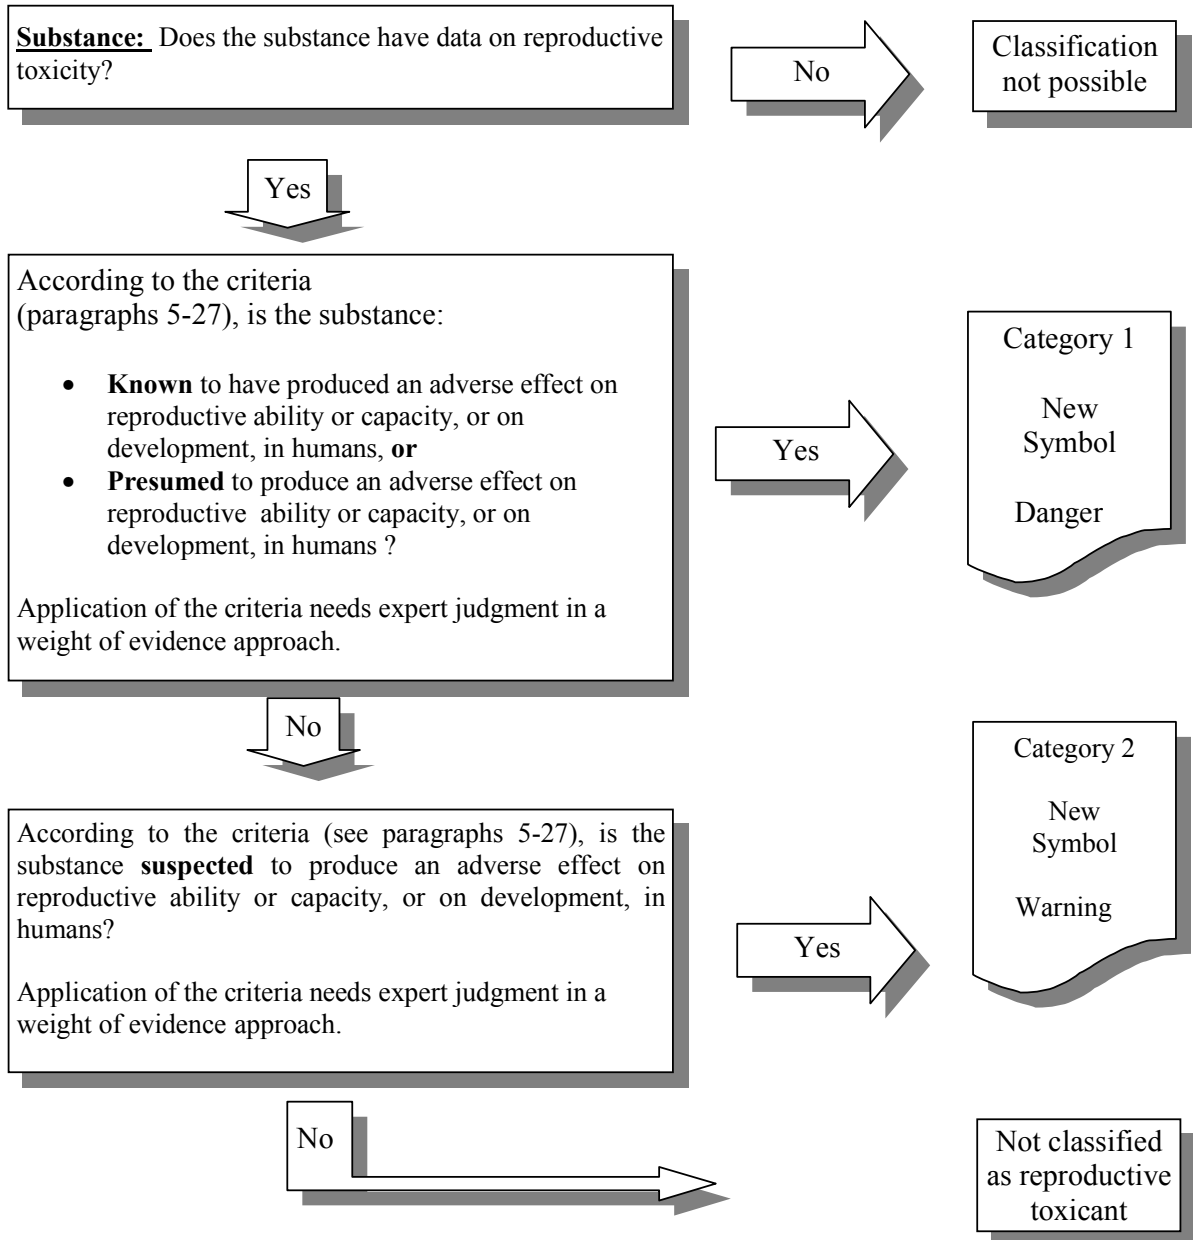 Substance: Does the substance have data on reproductive
toxicity?
No
Classification
not possible
Yes
According to the criteria
(paragraphs 5-27), is the substance:
• Known to have produced an adverse effect on
reproductive ability or capacity, or on
development, in humans, or
• Presumed to produce an adverse effect on
reproductive ability or capacity, or on
development, in humans ?
Application of the criteria needs expert judgment in a
weight of evidence approach.
Yes
Category 1
New
Symbol
Danger
No
According to the criteria (see paragraphs 5-27), is the
substance suspected to produce an adverse effect on
reproductive ability or capacity, or on development, in
humans?
Application of the criteria needs expert judgment in a
weight of evidence approach.
Yes
Category 2
New
Symbol
Warning
No
Not classified
as reproductive
toxicant